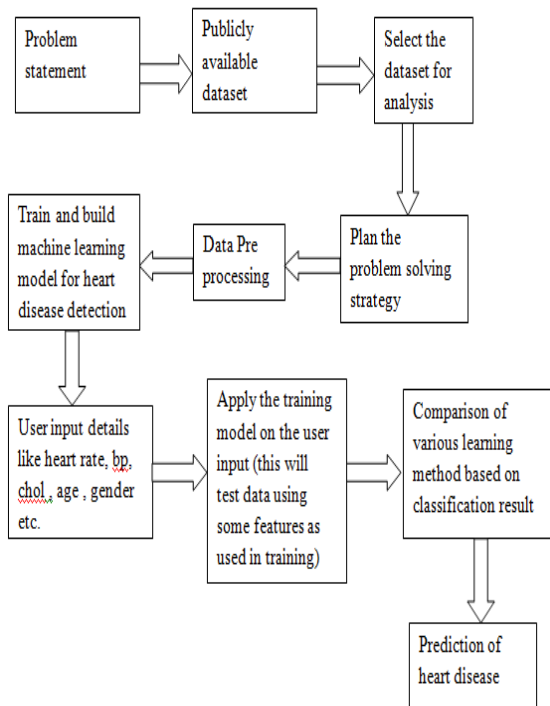 Problem
statement
Publicly
available
dataset
Select the
dataset for
analysis
Plan the
problem solving
strategy
Data Pre
processing
Train and build
machine learning
model for heart
disease detection
User input details
like heart rate, bp,
chol , age , gender
etc.
Apply the training
model on the user
input (this will
test data using
some features as
used in training)
Comparison of
various learning
method based on
classification result
Prediction of
heart disease